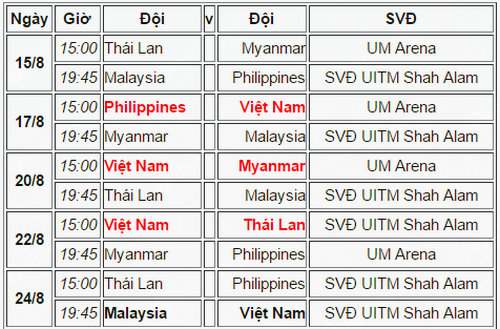 Ngày Giờ Đội v Đội SVĐ
15/8
15:00 Thái Lan Myanmar UM Arena
19:45 Malaysia Philippines SVĐ UITM Shah Alam
17/8
15:00 Philippines Việt Nam UM Arena
19:45 Myanmar Malaysia SVĐ UITM Shah Alam
20/8
15:00 Việt Nam Myanmar UM Arena
19:45 Thái Lan Malaysia SVĐ UITM Shah Alam
22/8
15:00 Việt Nam Thái Lan SVĐ UITM Shah Alam
19:45 Myanmar Philippines UM Arena
24/8
15:00 Thái Lan Philippines SVĐ UITM Shah Alam
19:45 Malaysia Việt Nam SVĐ UITM Shah Alam